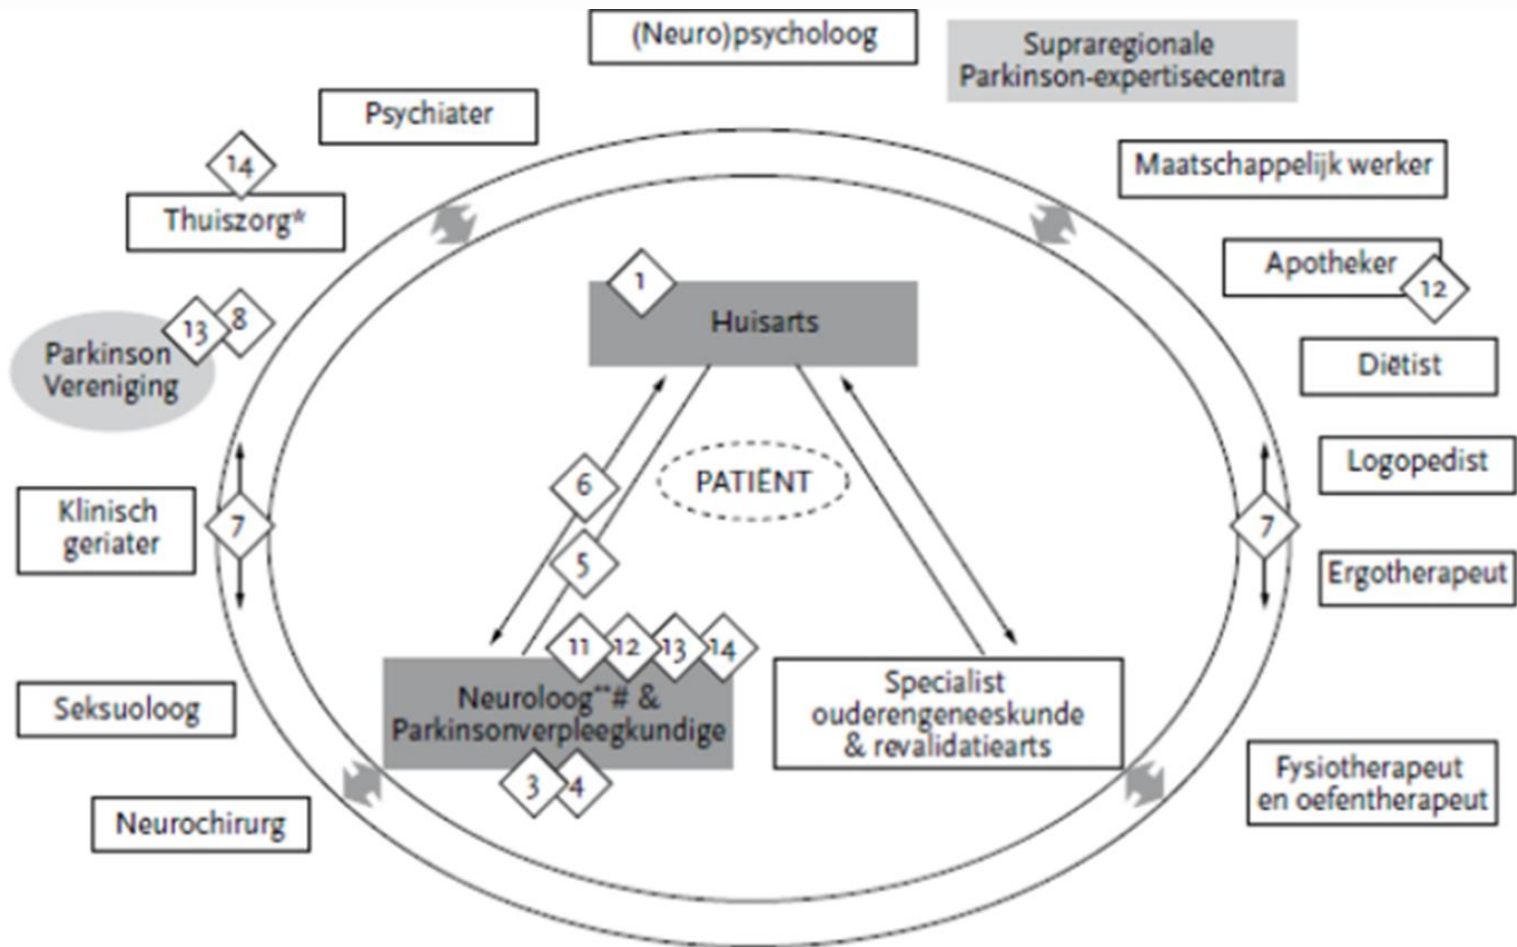 (Neuro)psycholoog
Supraregionale
Parkinson-expertisecentra
Psychiater
Maatschappelijk werker
14
Thuiszorg*
Apotheker
12
1
Huisarts
13
8
Parkinson
Vereniging
Diëtist
Logopedist
6
PATIËNT
Klinisch
geriater
7
7
5
Ergotherapeut
11
12
13
14
Neuroloog**# &
Parkinsonverpleegkundige
3
4
Specialist
ouderengeneeskunde
& revalidatiearts
Seksuoloog
Fysiotherapeut
en oefentherapeut
Neurochirurg